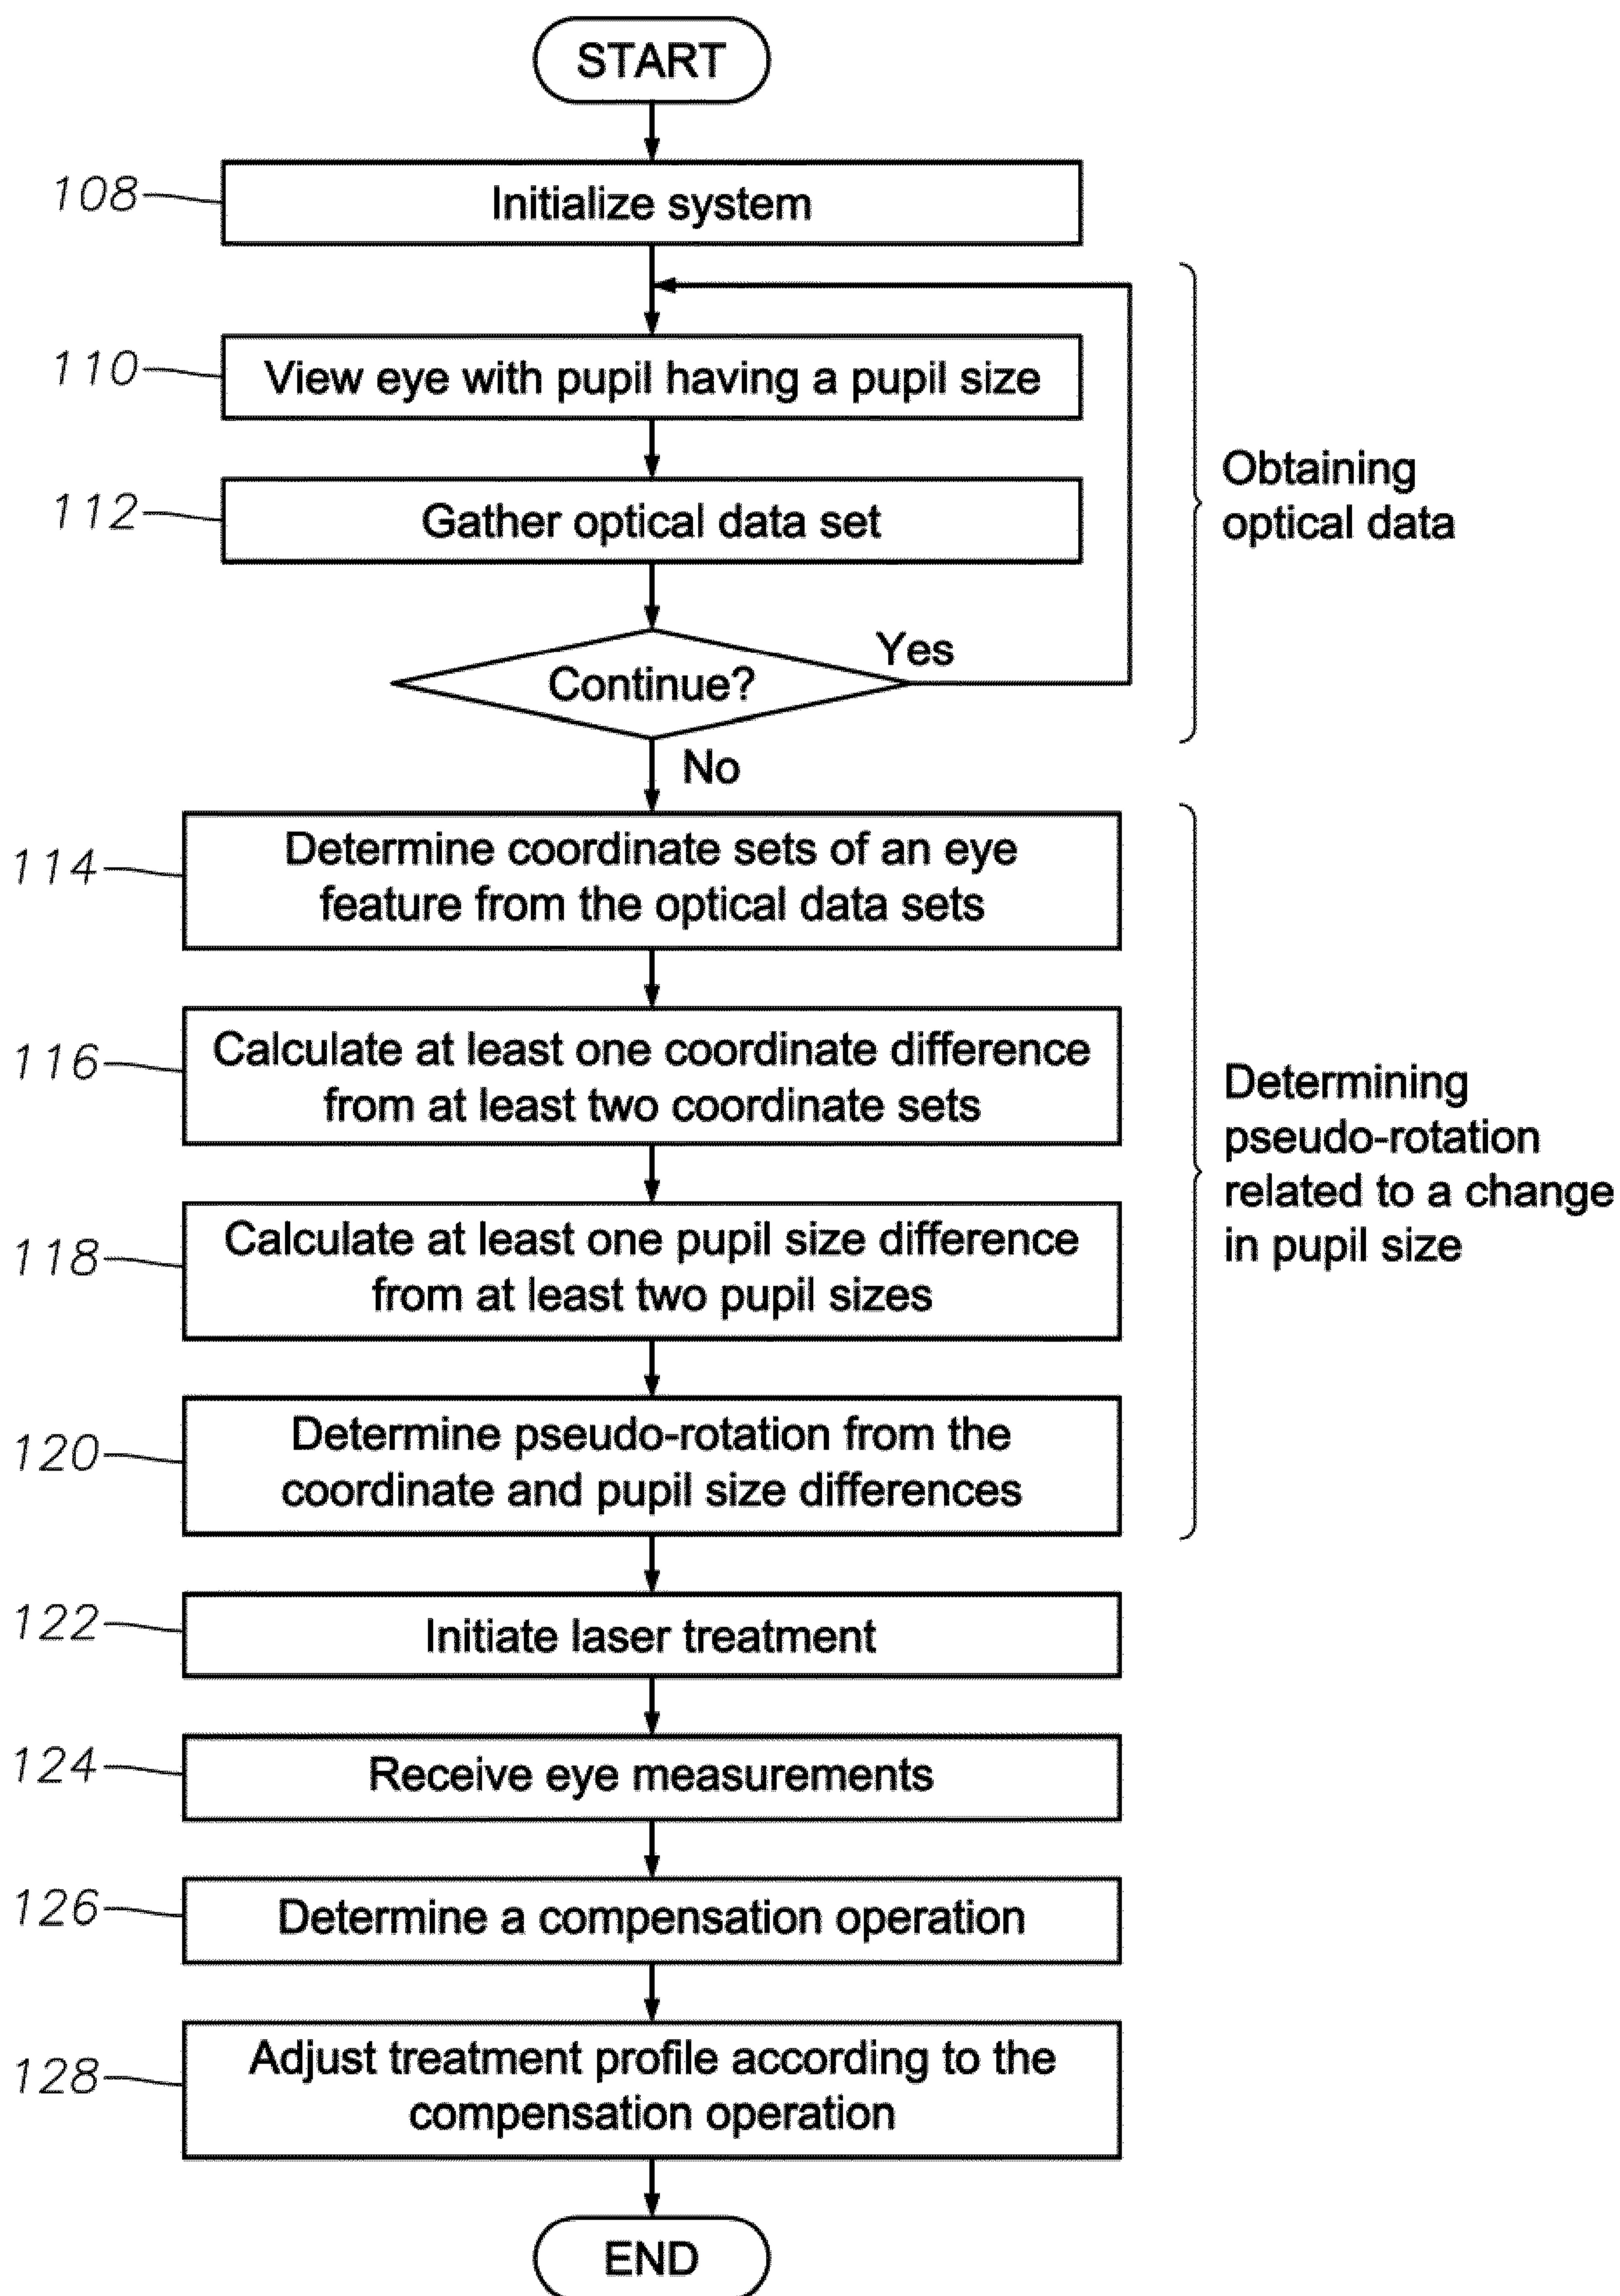 START
108
Initialize system
110
View eye with pupil having a pupil size
112
Gather optical data set
Obtaining
optical data
Continue?
Yes
No
114
Determine coordinate sets of an eye
feature from the optical data sets
116
Calculate at least one coordinate difference
from at least two coordinate sets
118
Calculate at least one pupil size difference
from at least two pupil sizes
120
Determine pseudo-rotation from the
coordinate and pupil size differences
Determining
pseudo-rotation
related to a change
in pupil size
122
Initiate laser treatment
124
Receive eye measurements
126
Determine a compensation operation
128
Adjust treatment profile according to the
compensation operation
END